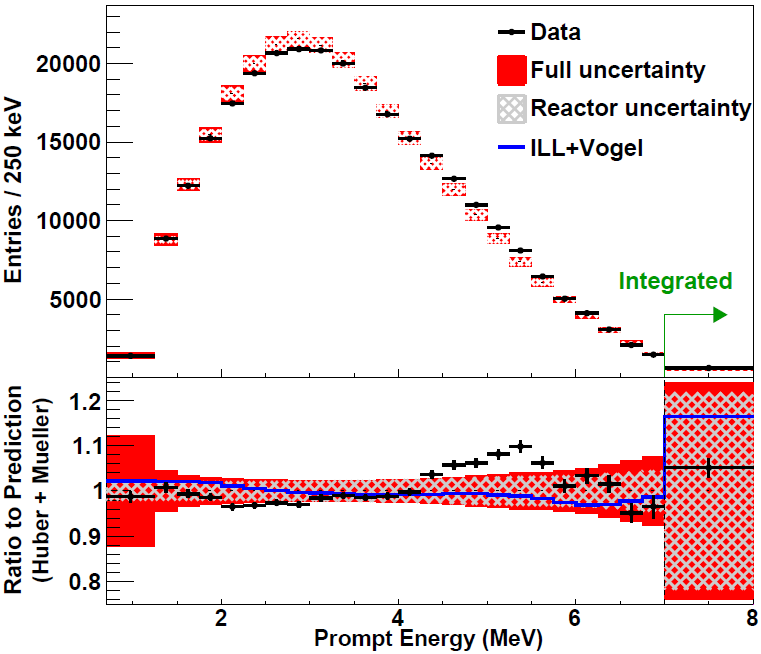 Entries / 250 keV
20000
15000
10000
5000
Data
Full uncertainty
Reactor uncertainty
ILL+Vogel
Integrated
Ratio to Prediction
(Huber + Mueller)
1.2
1.1
1
0.9
0.8
2
4
6
8
Prompt Energy (MeV)